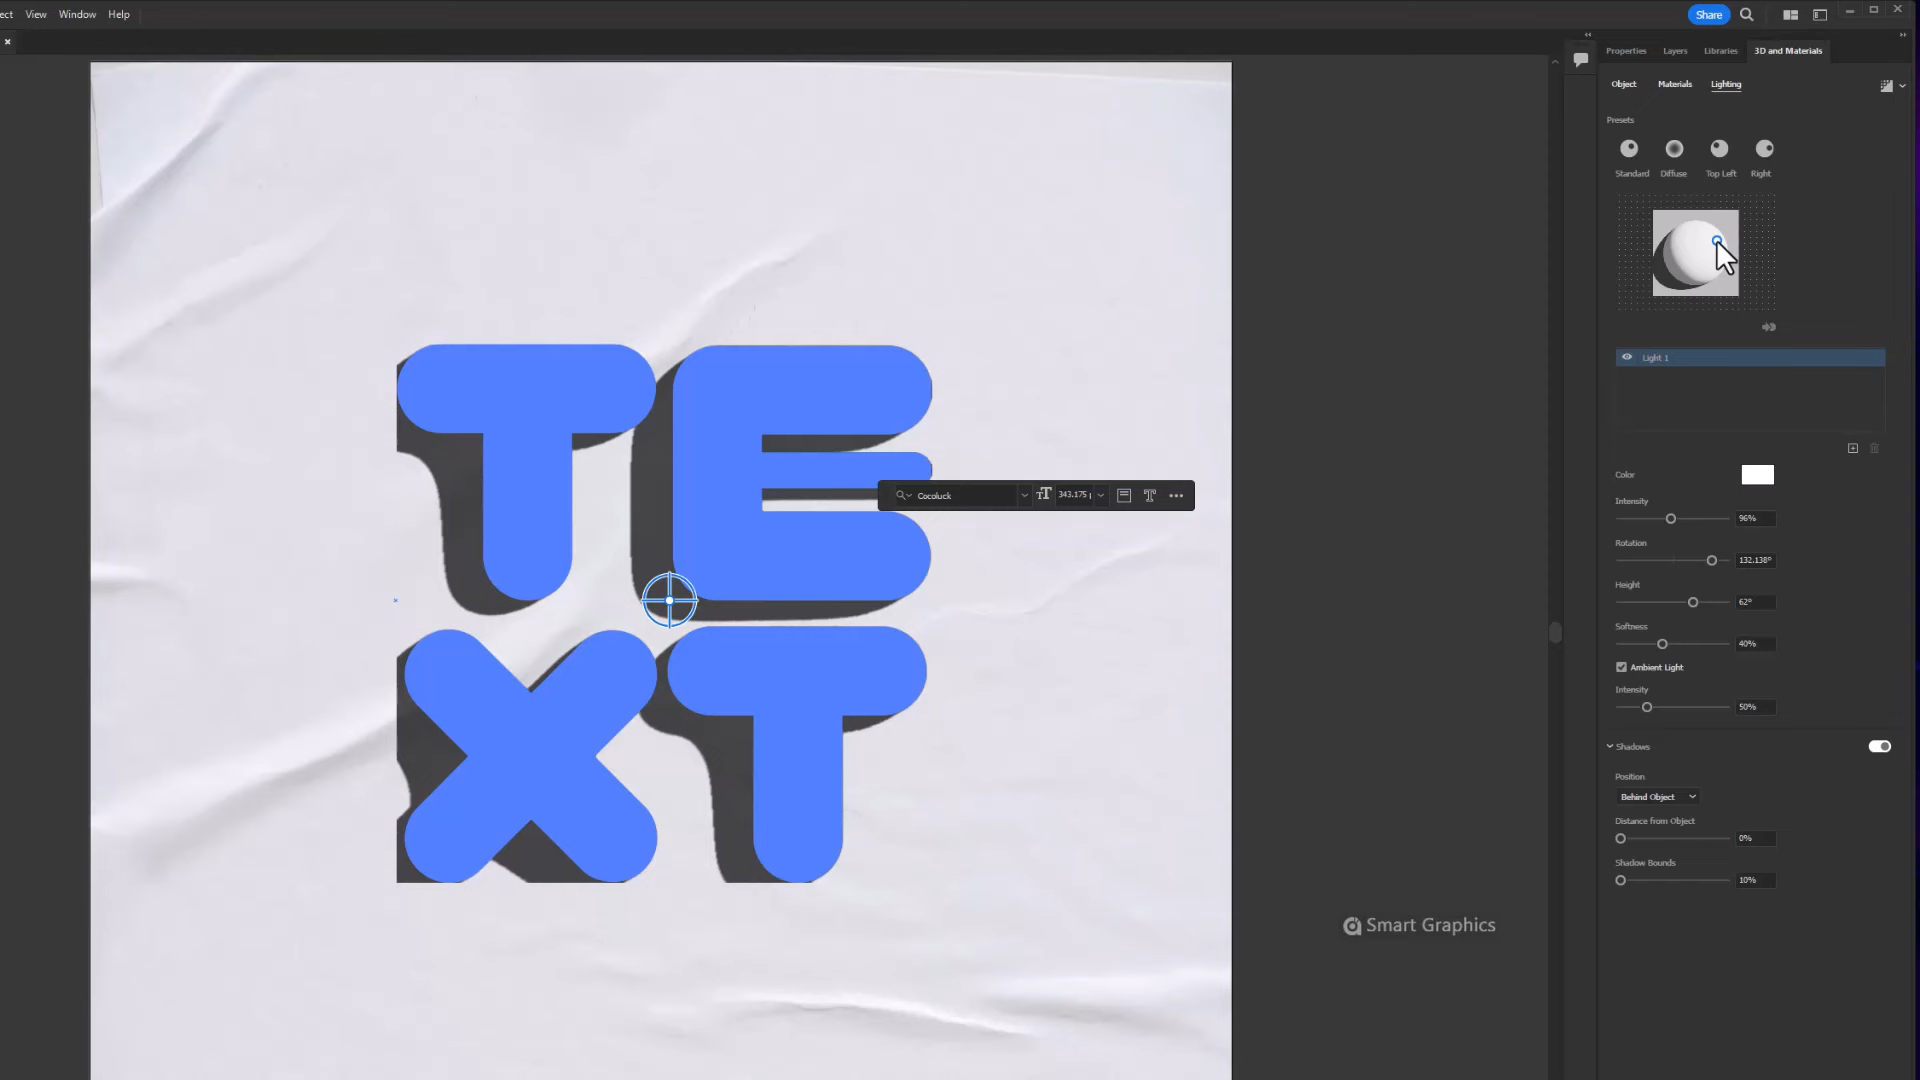 ect View Window Help
Share
Properties Layers Libraries 3D and Materials
Object Materials Lighting
Presets
Standard Diffuse Top Left Right
Light 1
Color
Intensity
96%
Rotation
132.138°
Height
62°
Softness
40%
Ambient Light
Intensity
50%
Shadows
Position
Behind Object
Distance from Object
0%
Shadow Bounds
10%
TE
Cocoluck 343.175 p
XT
Smart Graphics